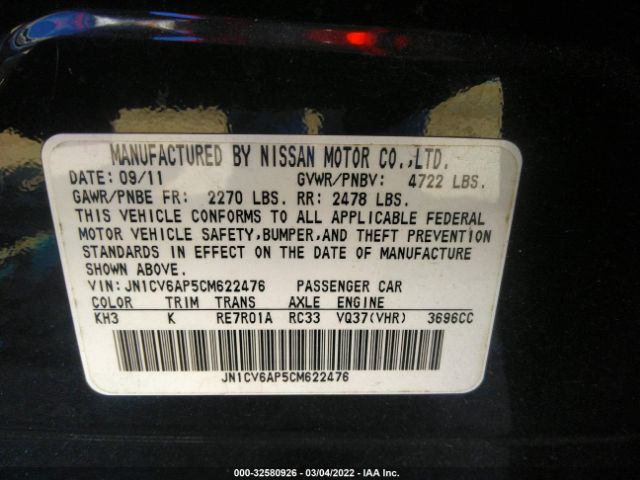 MANUFACTURED BY NISSAN MOTOR CO.,LTD.
DATE: 09/11 GVWR/PNBV: 4722 LBS.
GAWR/PNBE FR: 2270 LBS. RR: 2478 LBS.
THIS VEHICLE CONFORMS TO ALL APPLICABLE FEDERAL
MOTOR VEHICLE SAFETY,BUMPER,AND THEFT PREVENTION
STANDARDS IN EFFECT ON THE DATE OF MANUFACTURE
SHOWN ABOVE.
VIN: JN1CV6AP5CM622476 PASSENGER CAR
COLOR TRIM TRANS AXLE ENGINE
KH3 K RE7R01A RC33 VQ37(VHR) 3696CC
JN1CV6AP5CM622476
000-32580926 - 03/04/2022 - IAA Inc.